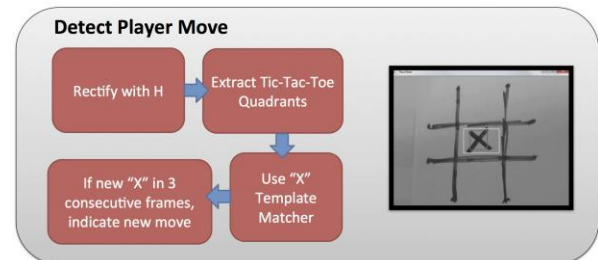 Detect Player Move
Rectify with H
Extract Tic-Tac-Toe
Quadrants
Use “X”
Template
Matcher
If new “X” in 3
consecutive frames,
indicate new move
X